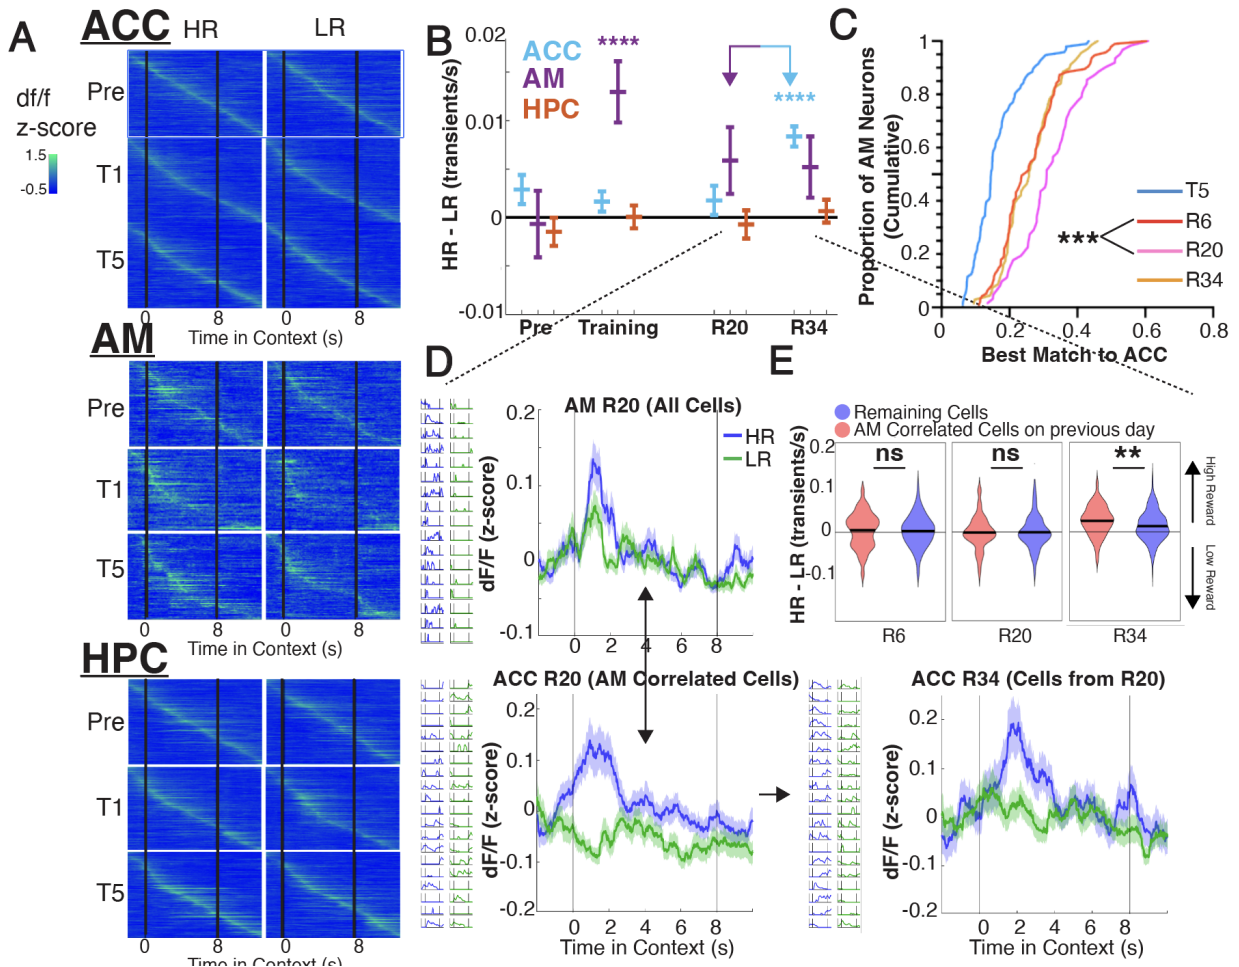 A
ACC
HR
LR
df/f
z-score
1.5
-0.5
Pre
T1
T5
0
8
0
8
Time in Context (s)
AM
Pre
T1
T5
0
8
0
8
Time in Context (s)
HPC
Pre
T1
T5
0
8
0
8
Time in Context (s)
B
HR - LR (transients/s)
0.02
0.01
0
-0.01
ACC
AM
HPC
****
****
Pre
Training
R20
R34
C
Proportion of AM Neurons
(Cumulative)
1
0.8
0.6
0.4
0.2
0
0
0.2
0.4
0.6
0.8
Best Match to ACC
T5
R6
R20
R34
***
D
AM R20 (All Cells)
HR
LR
dF/F (z-score)
0.2
0.1
0
-0.1
0
2
4
6
8
ACC R20 (AM Correlated Cells)
dF/F (z-score)
0.2
0.1
0
-0.1
-0.2
0
2
4
6
8
Time in Context (s)
E
Remaining Cells
AM Correlated Cells on previous day
HR - LR (transients/s)
0.2
0.1
0
-0.1
ns
ns
**
R6
R20
R34
High Reward
Low Reward
ACC R34 (Cells from R20)
dF/F (z-score)
0.2
0.1
0
-0.1
-0.2
0
2
4
6
8
Time in Context (s)